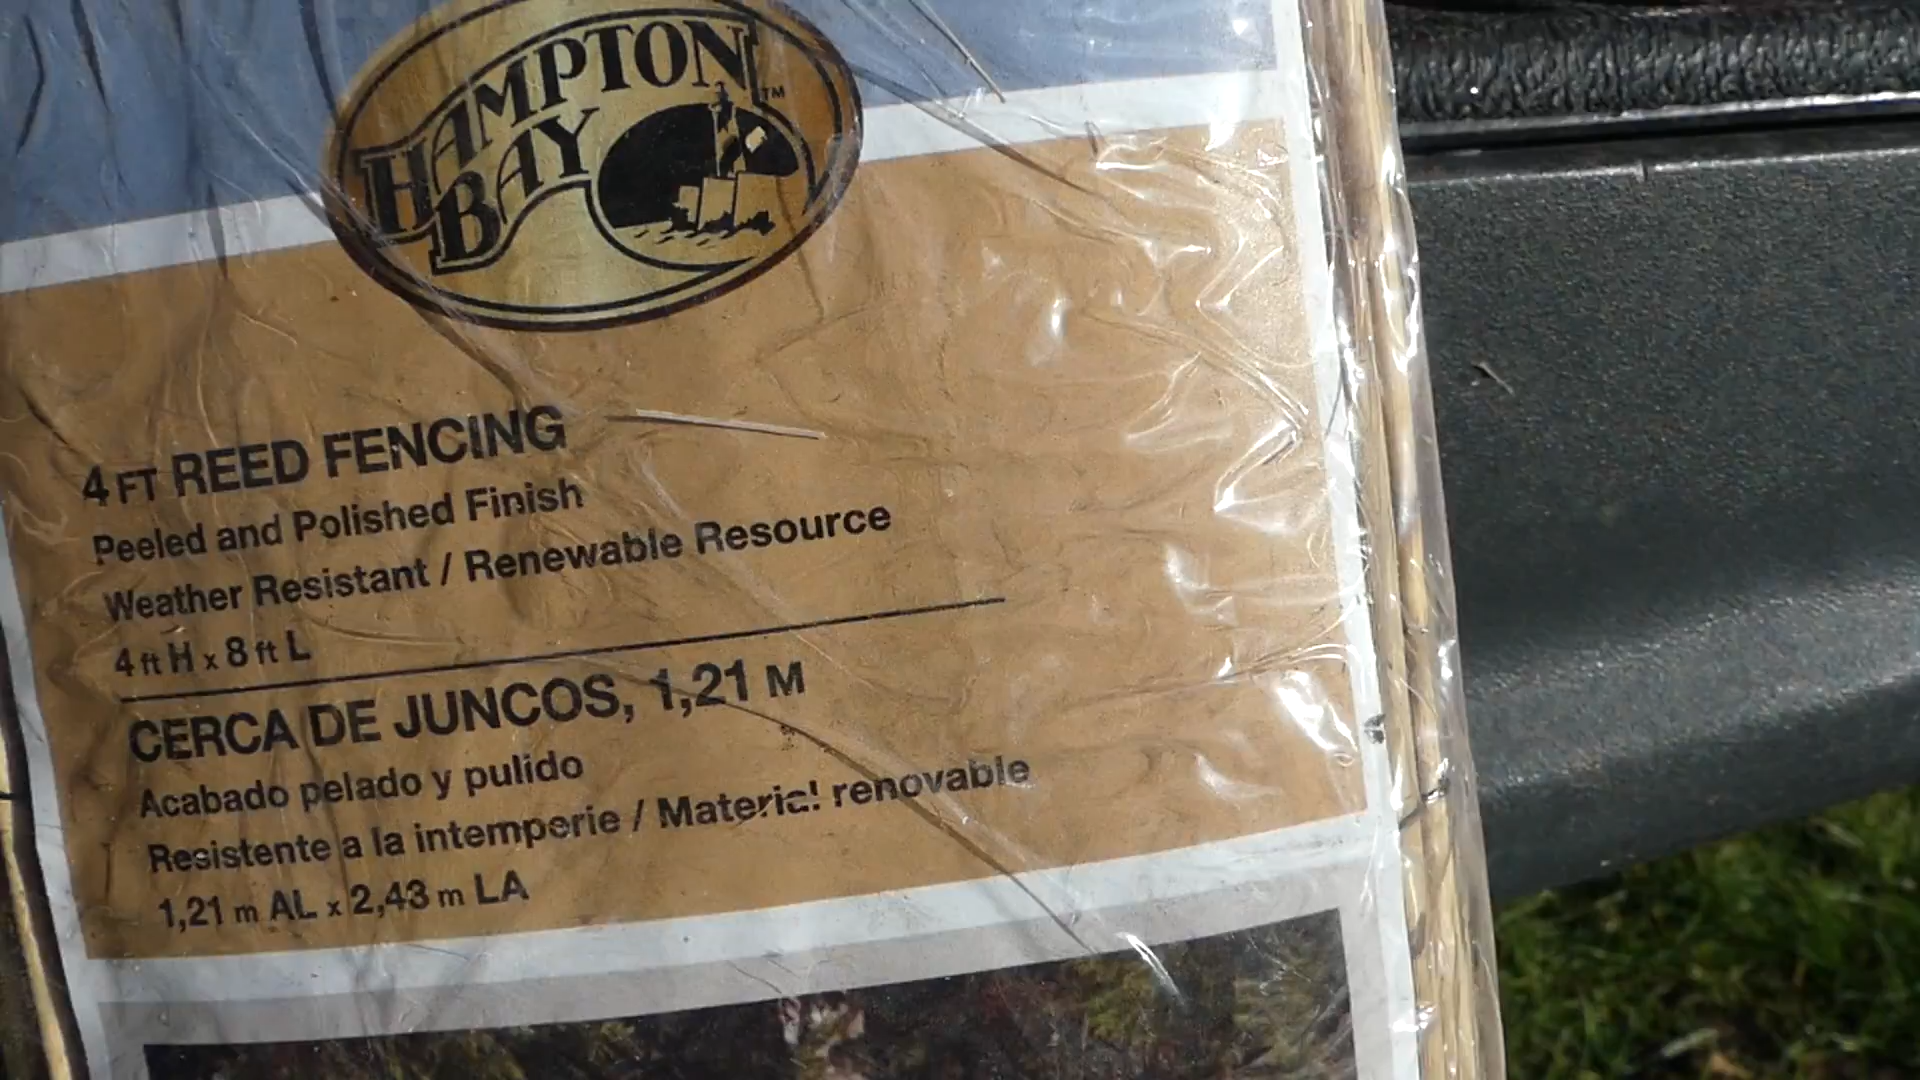 HAMPTON
BAY™
4 FT REED FENCING
Peeled and Polished Finish
Weather Resistant / Renewable Resource
4 ft H x 8 ft L
CERCA DE JUNCOS, 1,21 M
Acabado pelado y pulido
Resistente a la intemperie / Material renovable
1,21 m AL x 2,43 m LA